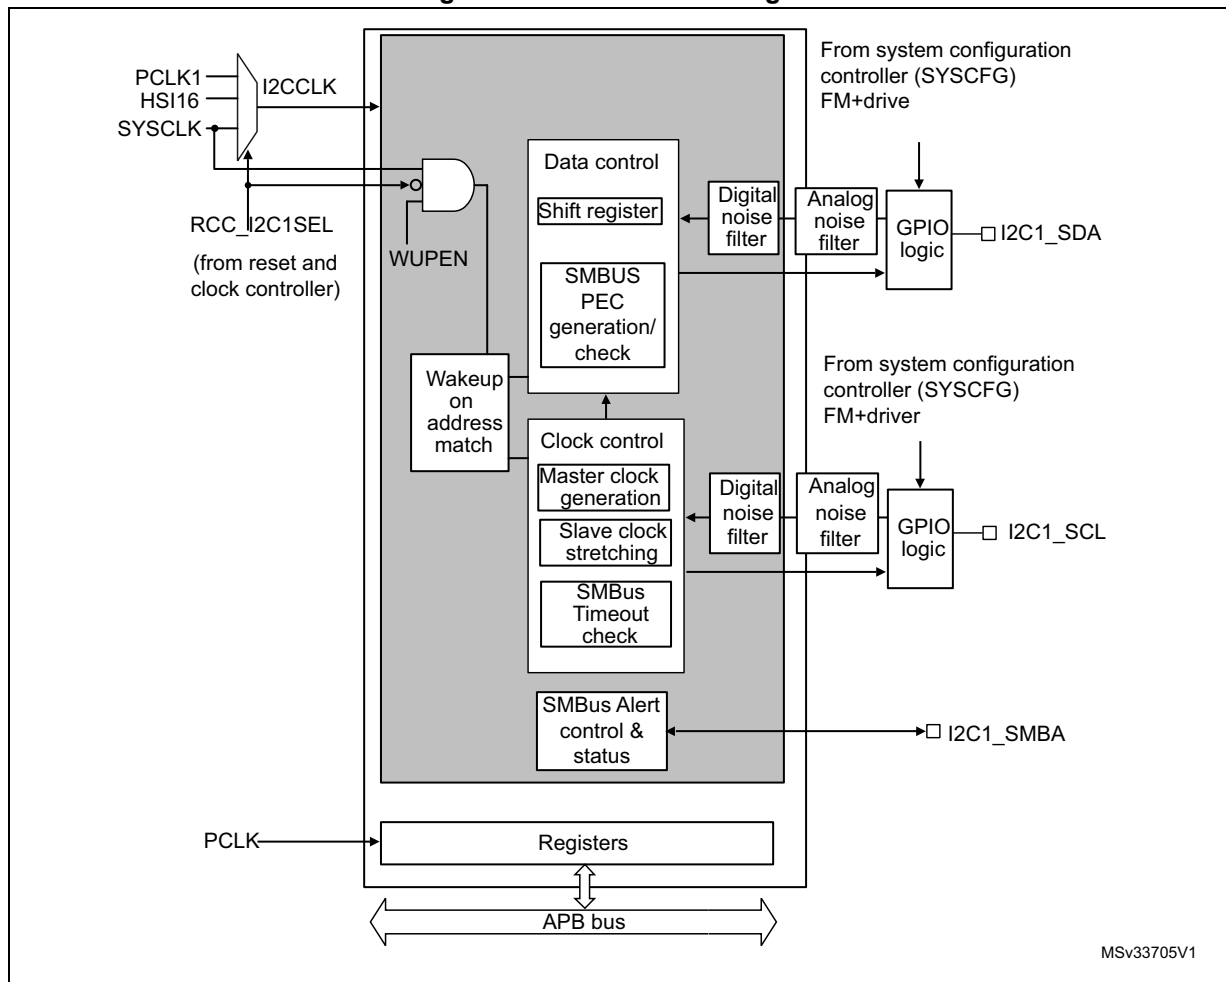 PCLK1
HSI16
SYSCLK
I2CCLK
RCC_I2C1SEL
(from reset and
clock controller)
WUPEN
Wakeup
on
address
match
Data control
Shift register
SMBUS
PEC
generation/
check
Clock control
Master clock
generation
Slave clock
stretching
SMBus
Timeout
check
SMBus Alert
control &
status
Digital
noise
filter
Analog
noise
filter
From system configuration
controller (SYSCFG)
FM+drive
GPIO
logic
I2C1_SDA
From system configuration
controller (SYSCFG)
FM+driver
Digital
noise
filter
Analog
noise
filter
GPIO
logic
I2C1_SCL
I2C1_SMBA
PCLK
Registers
APB bus
MSv33705V1